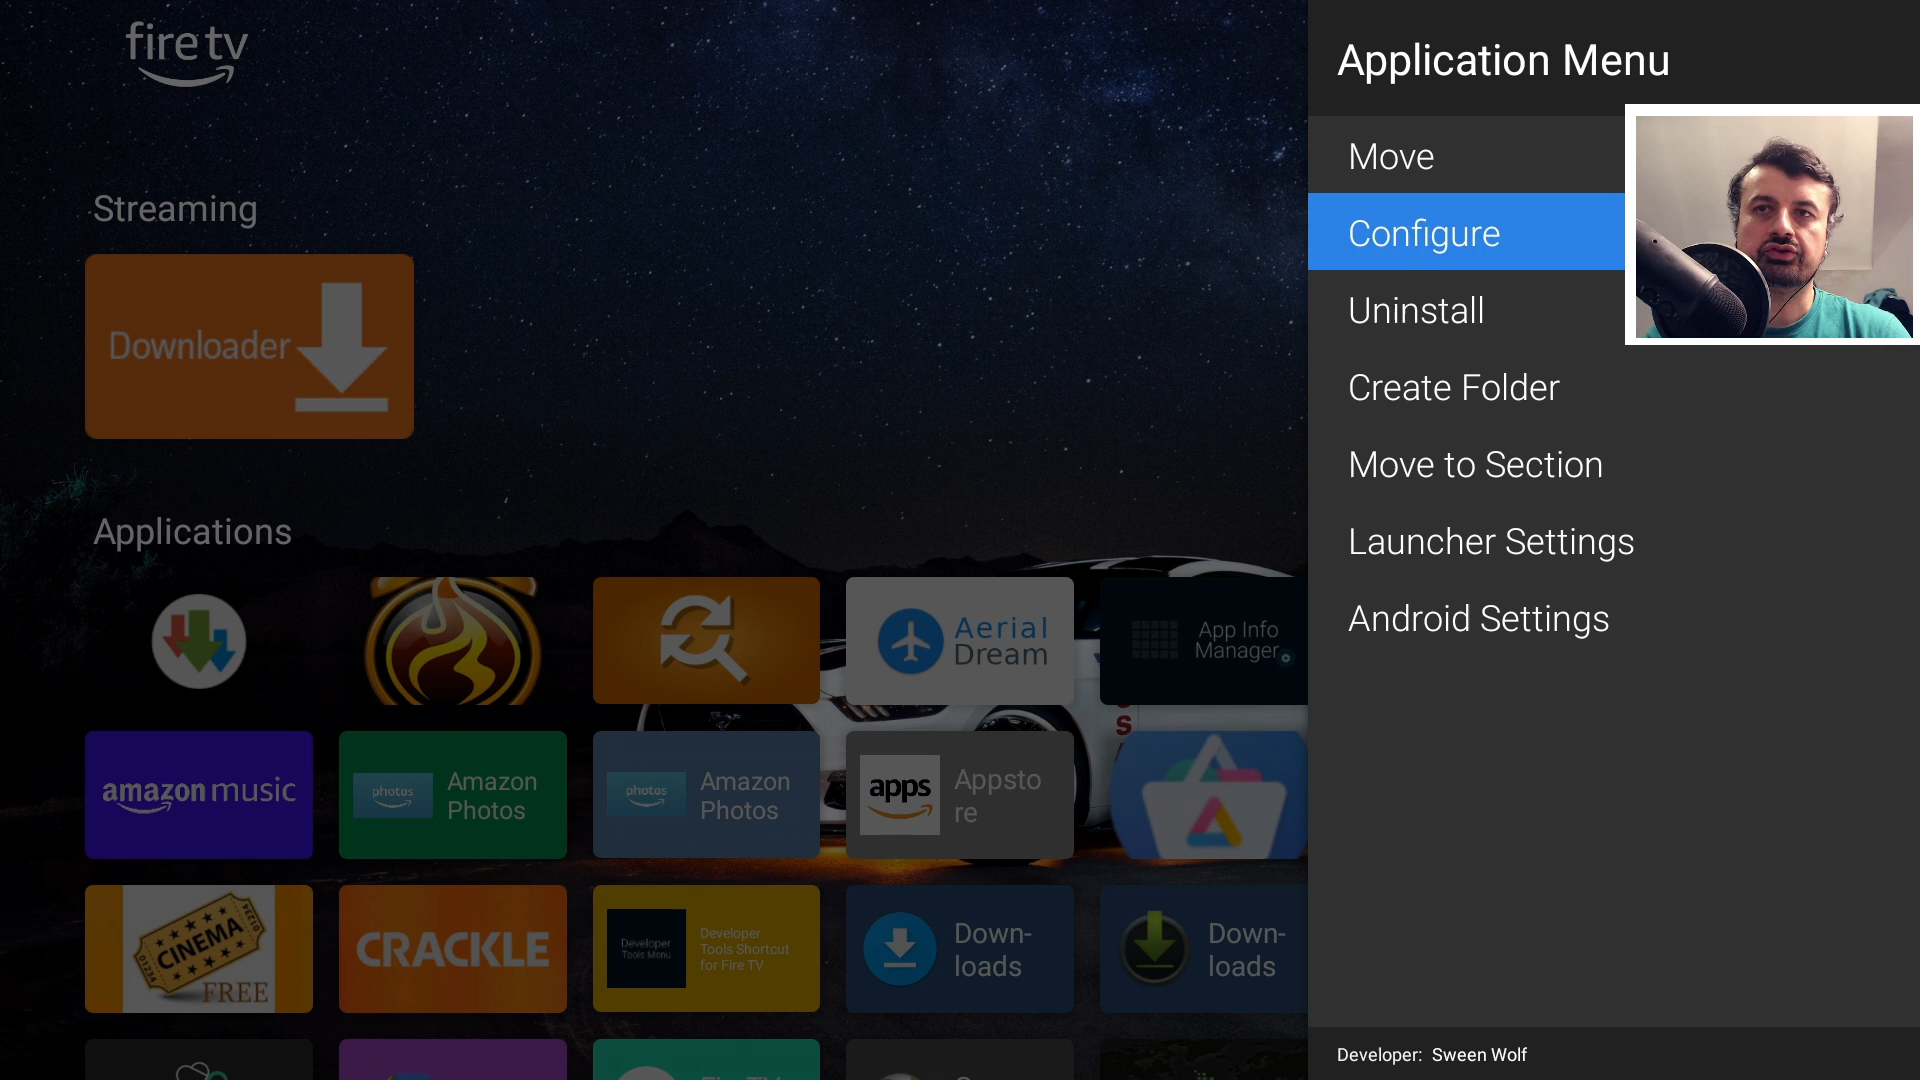 fire tv
Application Menu
Move
Configure
Uninstall
Create Folder
Move to Section
Launcher Settings
Android Settings
Streaming
Downloader
Applications
Aerial
Dream
App Info
Manager
S
amazon music
photos
Amazon
Photos
photos
Amazon
Photos
apps
Appsto
re
CINEMA
01234
01234
FREE
CRACKLE
Developer
Tools Menu
Developer
Tools Shortcut
for Fire TV
Down-
loads
Down-
loads
Developer: Sween Wolf